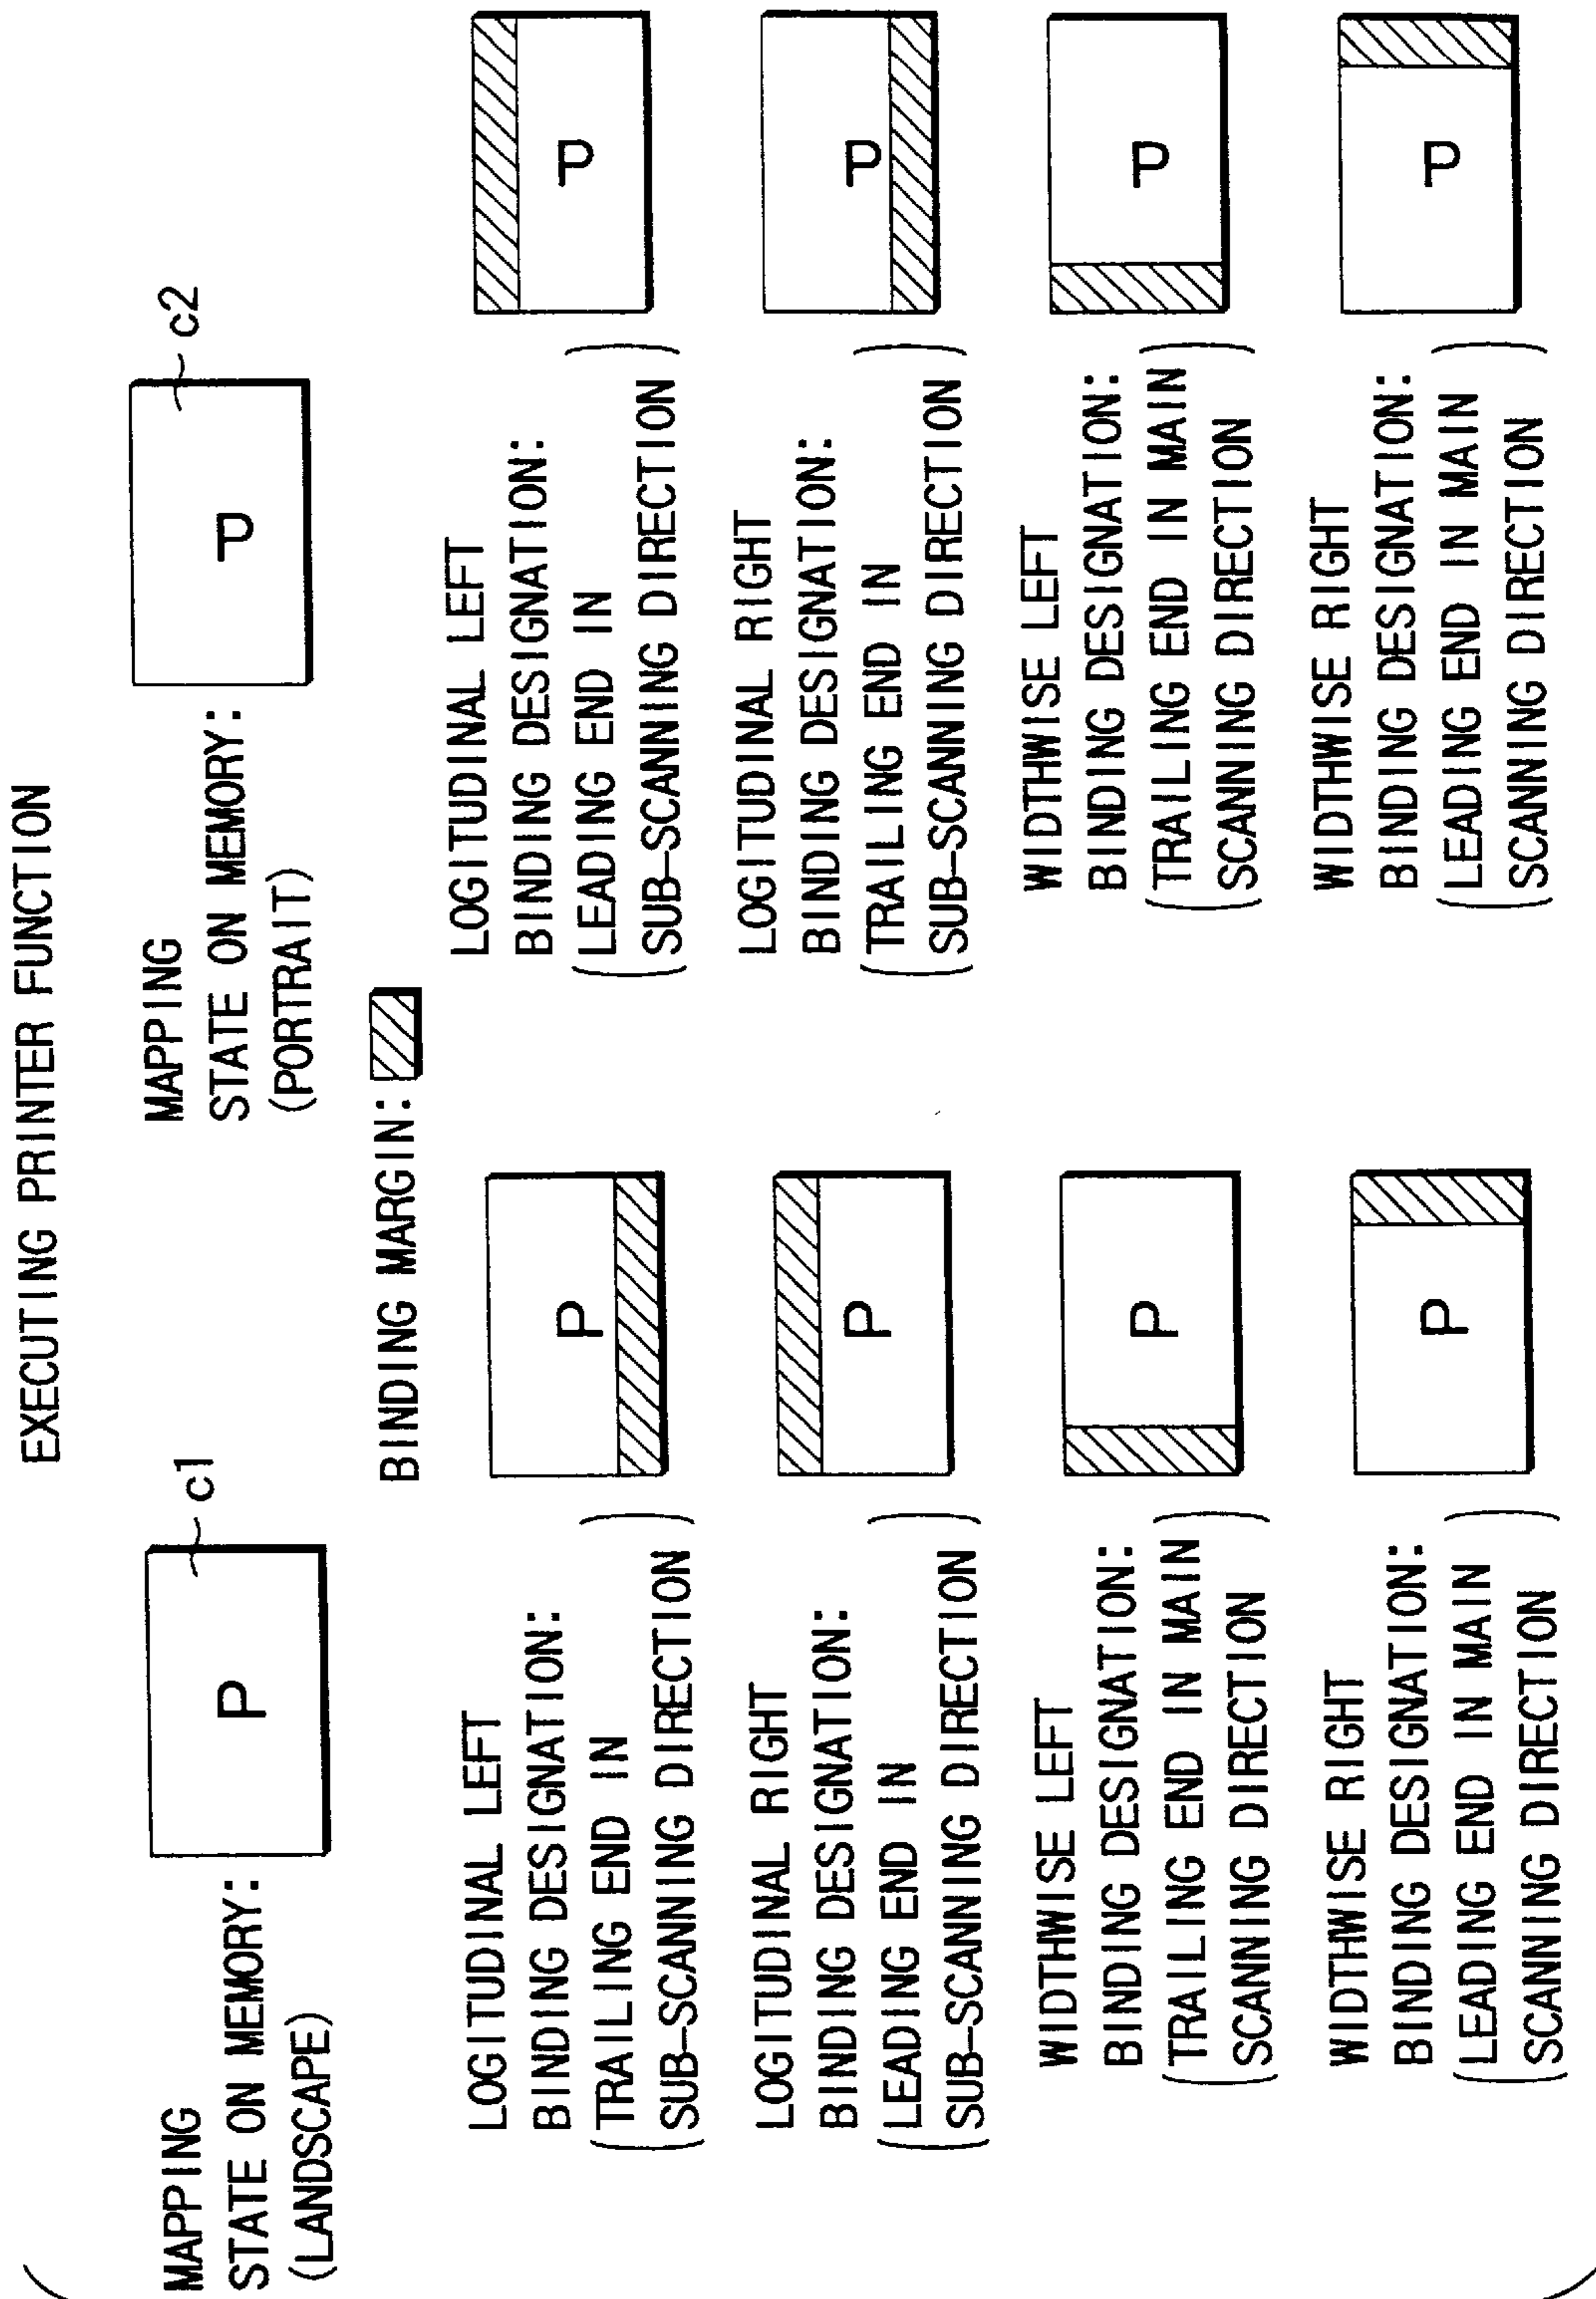 EXECUTING PRINTER FUNCTION
MAPPING
STATE ON MEMORY:
(LANDSCAPE)
P
c1
MAPPING
STATE ON MEMORY:
(PORTRAIT)
P
c2
BINDING MARGIN:
LOGITUDINAL LEFT
BINDING DESIGNATION:
(TRAILING END IN
SUB-SCANNING DIRECTION)
P
LOGITUDINAL RIGHT
BINDING DESIGNATION:
(LEADING END IN
SUB-SCANNING DIRECTION)
P
WIDTHWISE LEFT
BINDING DESIGNATION:
(TRAILING END IN MAIN
SCANNING DIRECTION)
P
WIDTHWISE RIGHT
BINDING DESIGNATION:
(LEADING END IN MAIN
SCANNING DIRECTION)
P
LOGITUDINAL LEFT
BINDING DESIGNATION:
(LEADING END IN
SUB-SCANNING DIRECTION)
P
LOGITUDINAL RIGHT
BINDING DESIGNATION:
(TRAILING END IN
SUB-SCANNING DIRECTION)
P
WIDTHWISE LEFT
BINDING DESIGNATION:
(TRAILING END IN MAIN
SCANNING DIRECTION)
P
WIDTHWISE RIGHT
BINDING DESIGNATION:
(LEADING END IN MAIN
SCANNING DIRECTION)
P